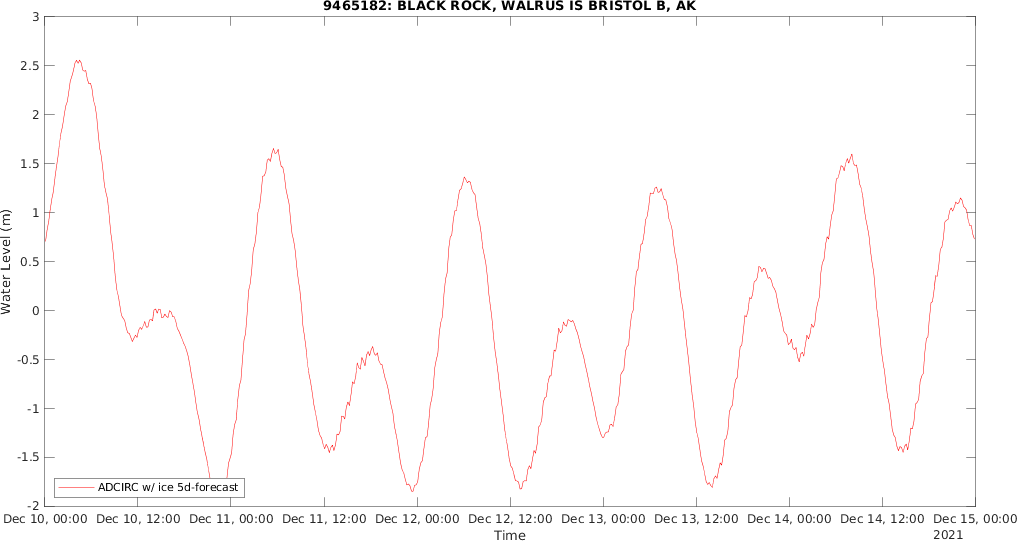 9465182: BLACK ROCK, WALRUS IS BRISTOL B, AK
3
2.5
2
1.5
1
0.5
0
-0.5
-1
-1.5
-2
Water Level (m)
ADCIRC w/ ice 5d-forecast
Dec 10, 00:00 Dec 10, 12:00 Dec 11, 00:00 Dec 11, 12:00 Dec 12, 00:00 Dec 12, 12:00 Dec 13, 00:00 Dec 13, 12:00 Dec 14, 00:00 Dec 14, 12:00 Dec 15, 00:00
Time
2021